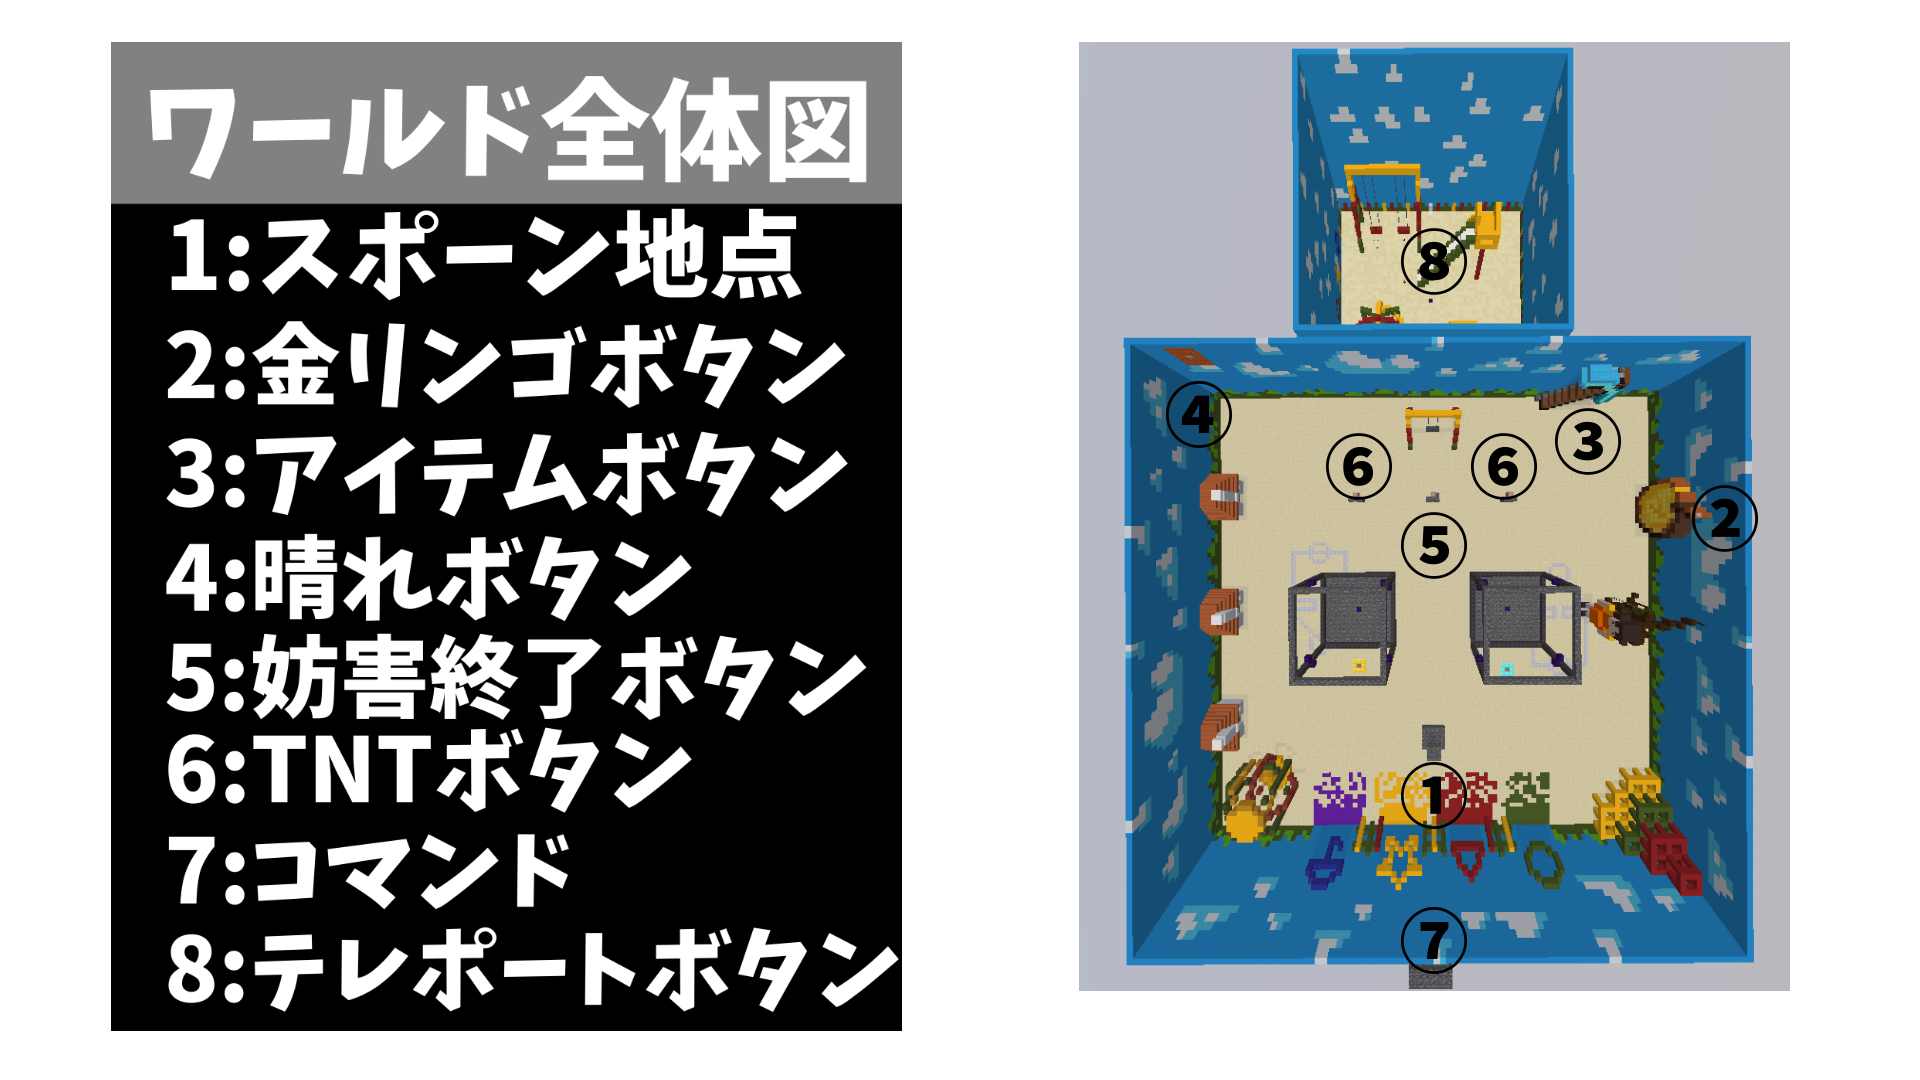 ワールド全体図
1:スポーン地点
2:金リンゴボタン
3:アイテムボタン
4:晴れボタン
5:妨害終了ボタン
6:TNTボタン
7:コマンド
8:テレポートボタン
8
4
3
6
6
2
5
1
7